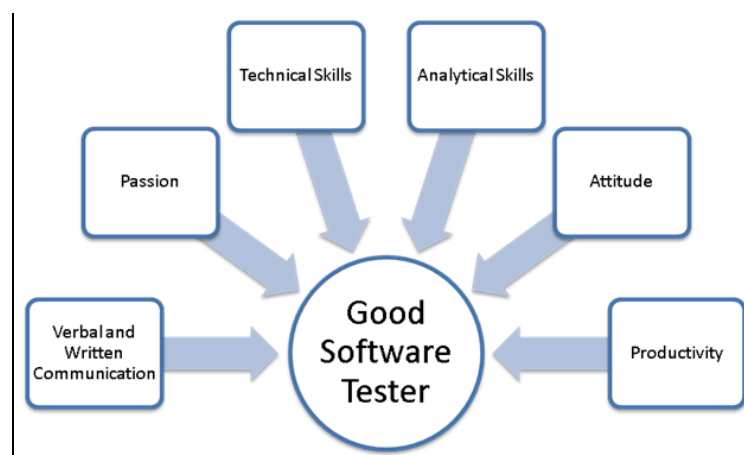 Technical Skills
Analytical Skills
Passion
Attitude
Verbal and
Written
Communication
Good
Software
Tester
Productivity